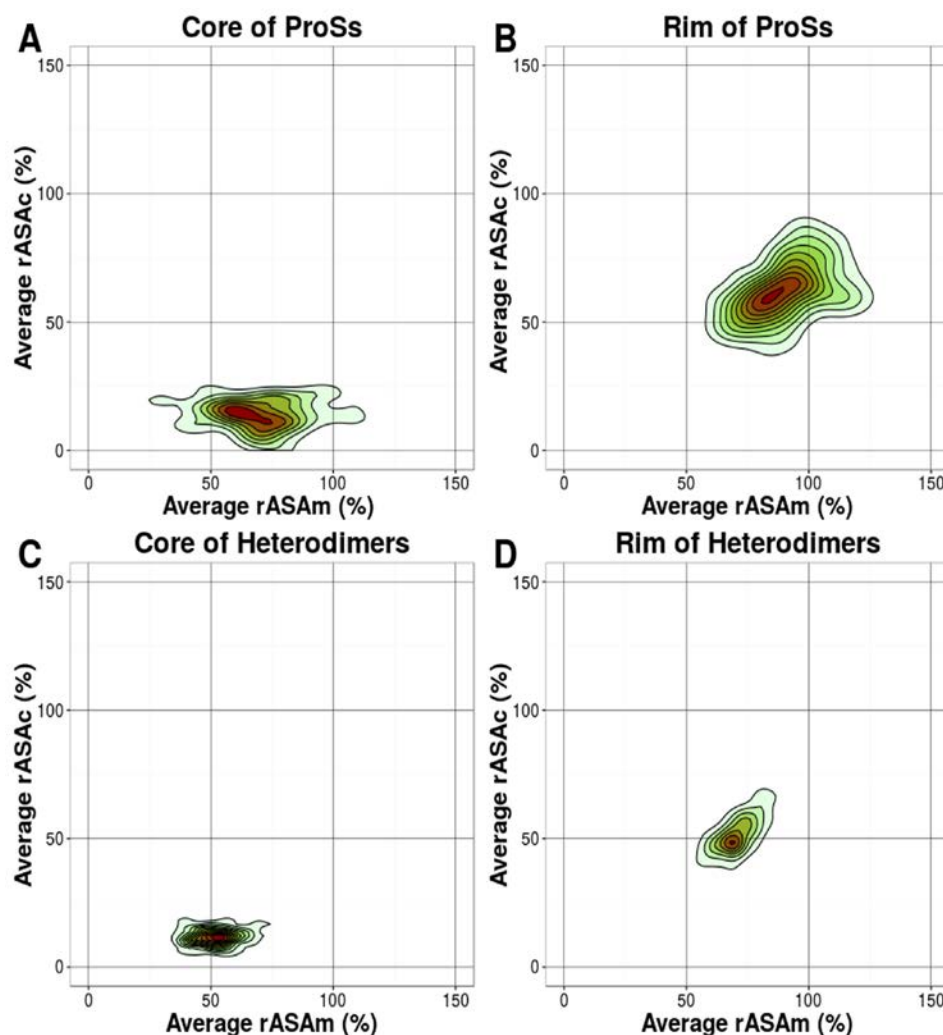 A
Core of ProSs
150
100
50
0
Average rASAc (%)
0 50 100 150
Average rASAm (%)
B
Rim of ProSs
150
100
50
0
Average rASAc (%)
0 50 100 150
Average rASAm (%)
C
Core of Heterodimers
150
100
50
0
Average rASAc (%)
0 50 100 150
Average rASAm (%)
D
Rim of Heterodimers
150
100
50
0
Average rASAc (%)
0 50 100 150
Average rASAm (%)